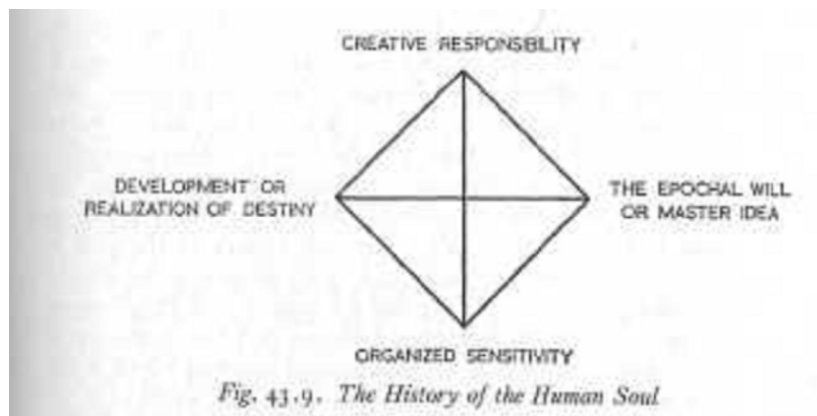 CREATIVE RESPONSIBILITY
DEVELOPMENT OR
REALIZATION OF DESTINY
THE EPOCHAL WILL
OR MASTER IDEA
ORGANIZED SENSITIVITY
Fig. 43.9. The History of the Human Soul